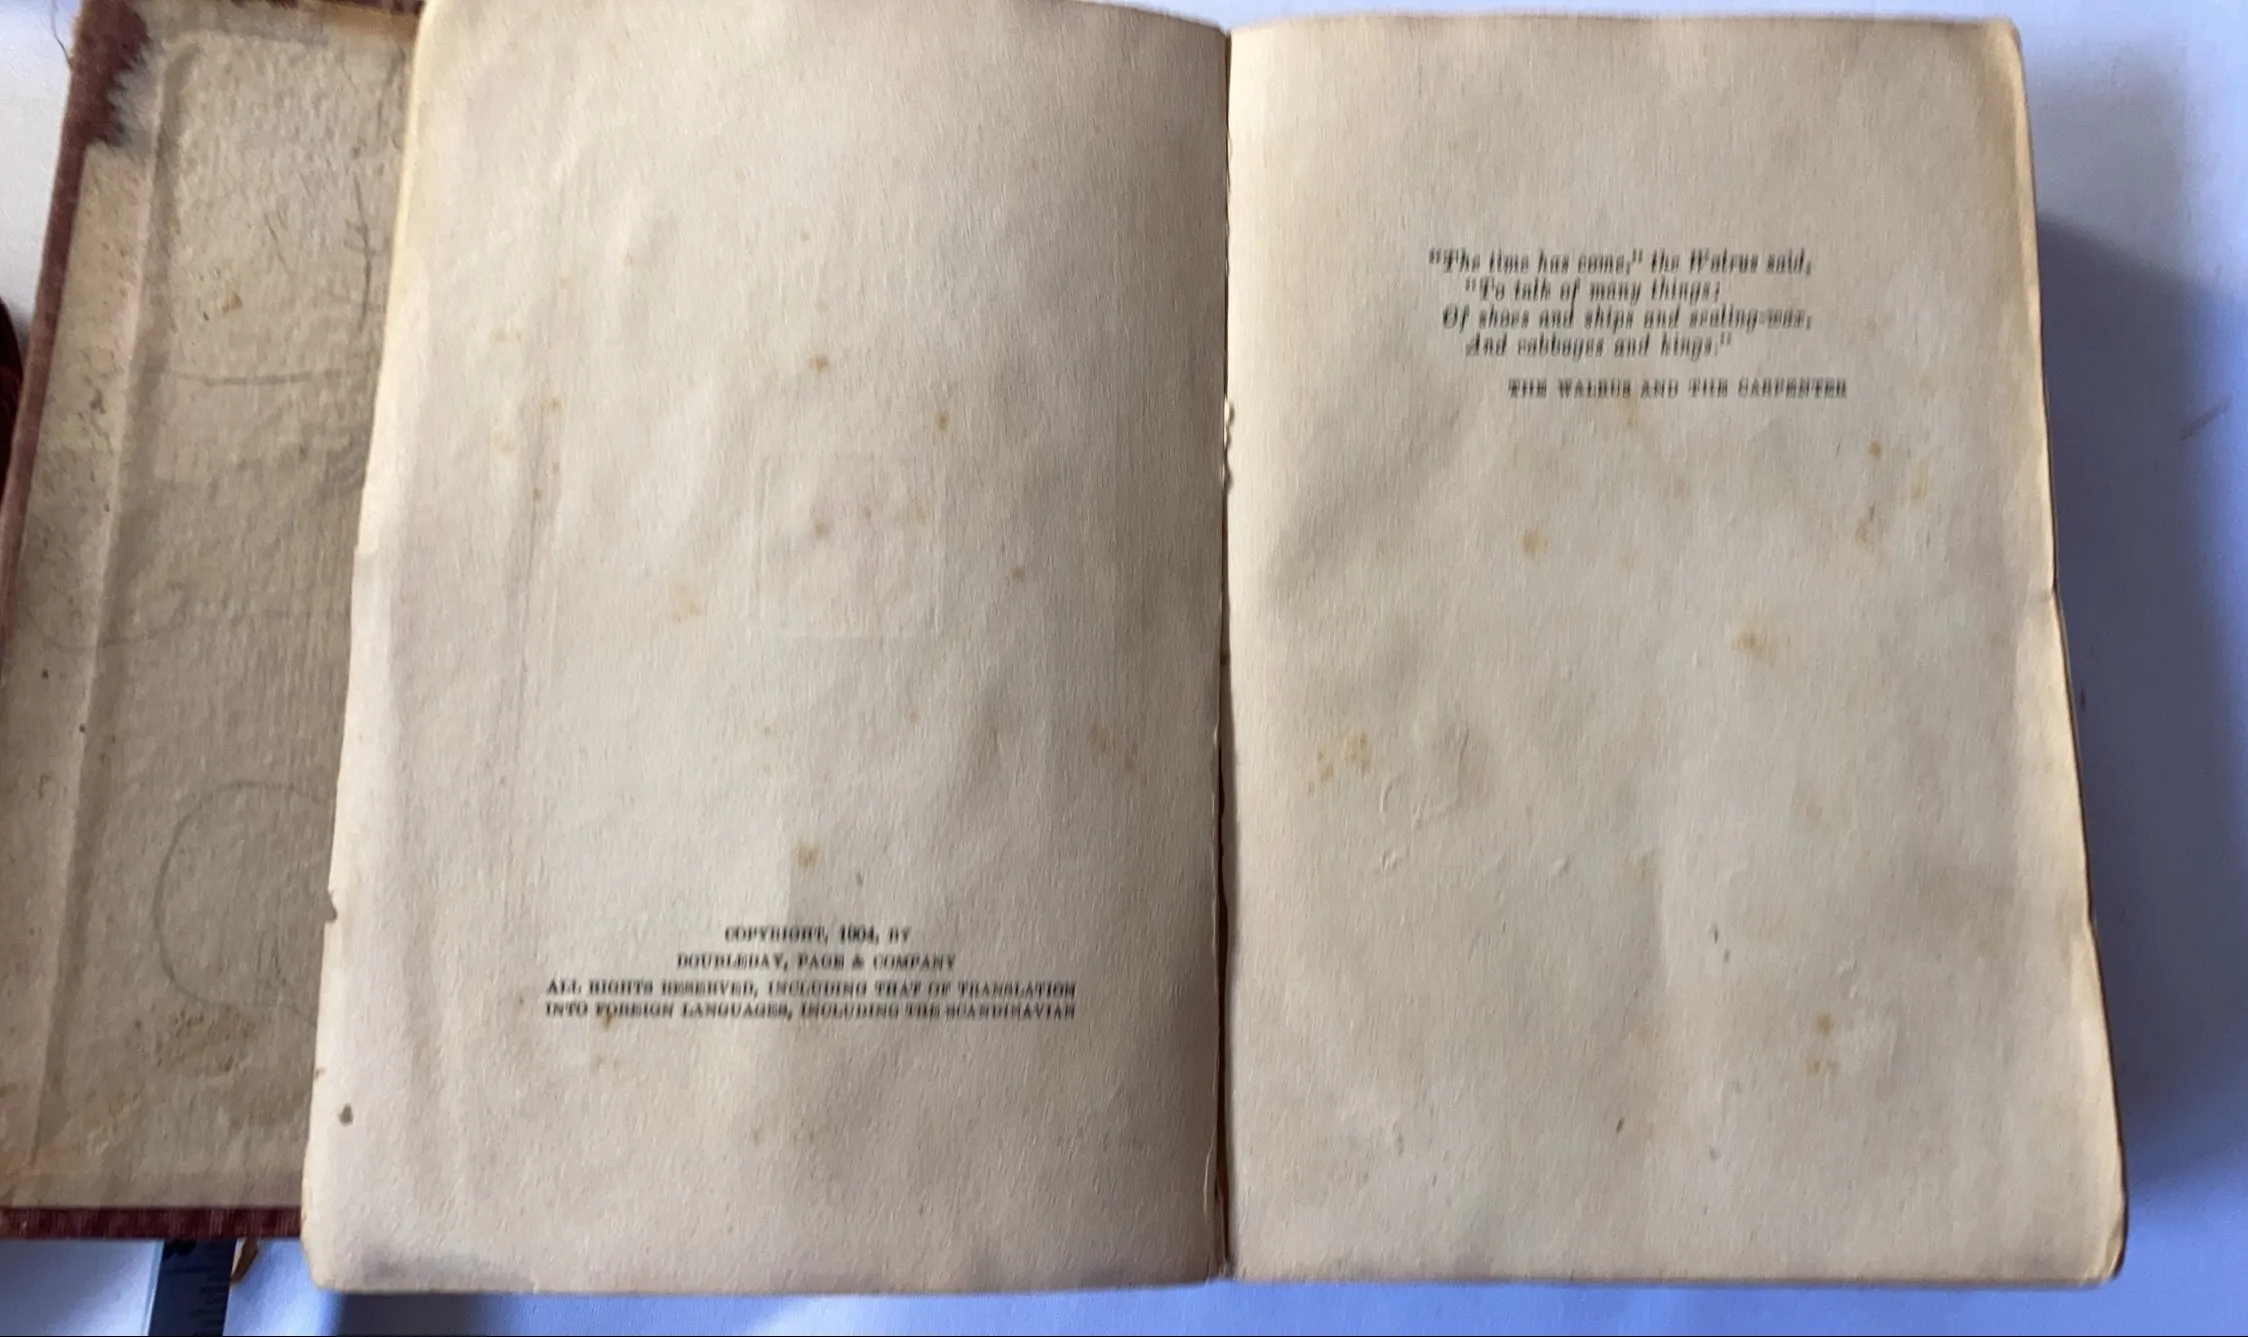 COPYRIGHT, 1904, BY
DOUBLEDAY, PAGE & COMPANY
ALL RIGHTS RESERVED, INCLUDING THAT OF TRANSLATION
INTO FOREIGN LANGUAGES, INCLUDING THE SCANDINAVIAN
"The time has come," the Walrus said,
"To talk of many things;
Of shoes and ships and sealing-wax,
And cabbages and kings."
THE WALRUS AND THE CARPENTER